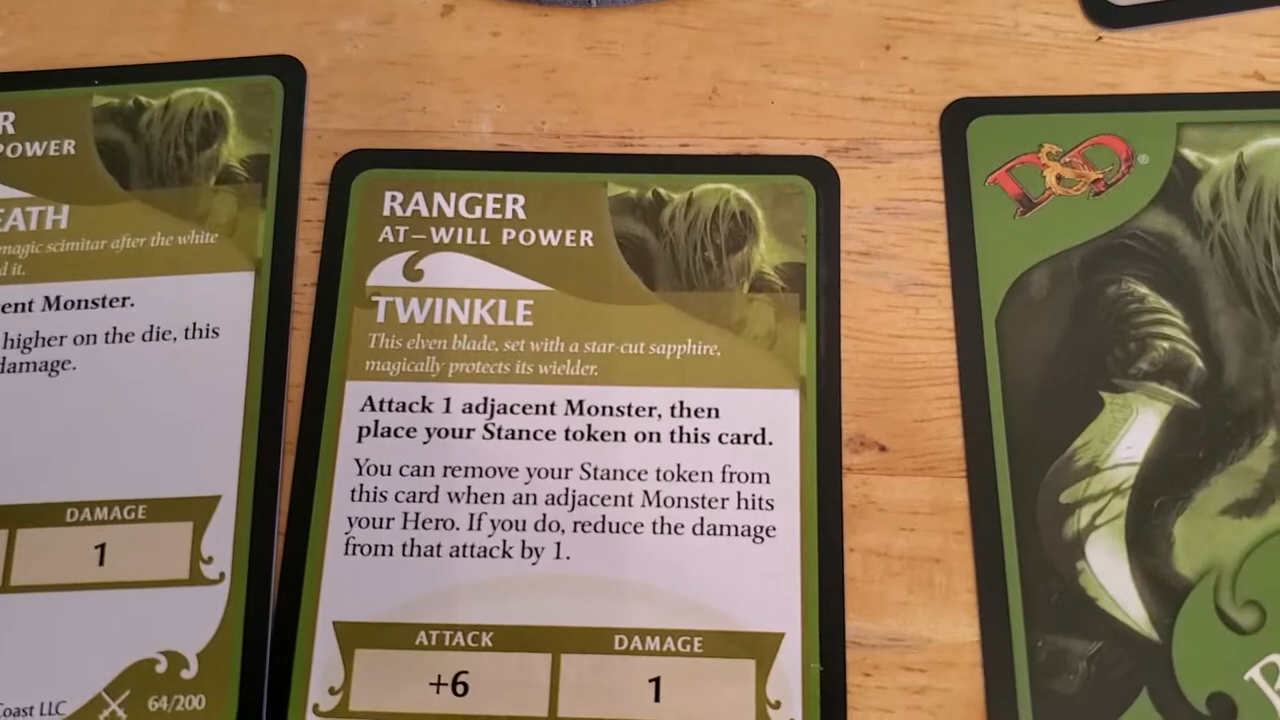 POWER
EATH
magic scimitar after the white
d it.
ent Monster.
higher on the die, this
damage.
DAMAGE
1
Coast LLC
64/200
RANGER
AT–WILL POWER
TWINKLE
This elven blade, set with a star-cut sapphire,
magically protects its wielder.
Attack 1 adjacent Monster, then
place your Stance token on this card.
You can remove your Stance token from
this card when an adjacent Monster hits
your Hero. If you do, reduce the damage
from that attack by 1.
ATTACK DAMAGE
+6 1
D&D®